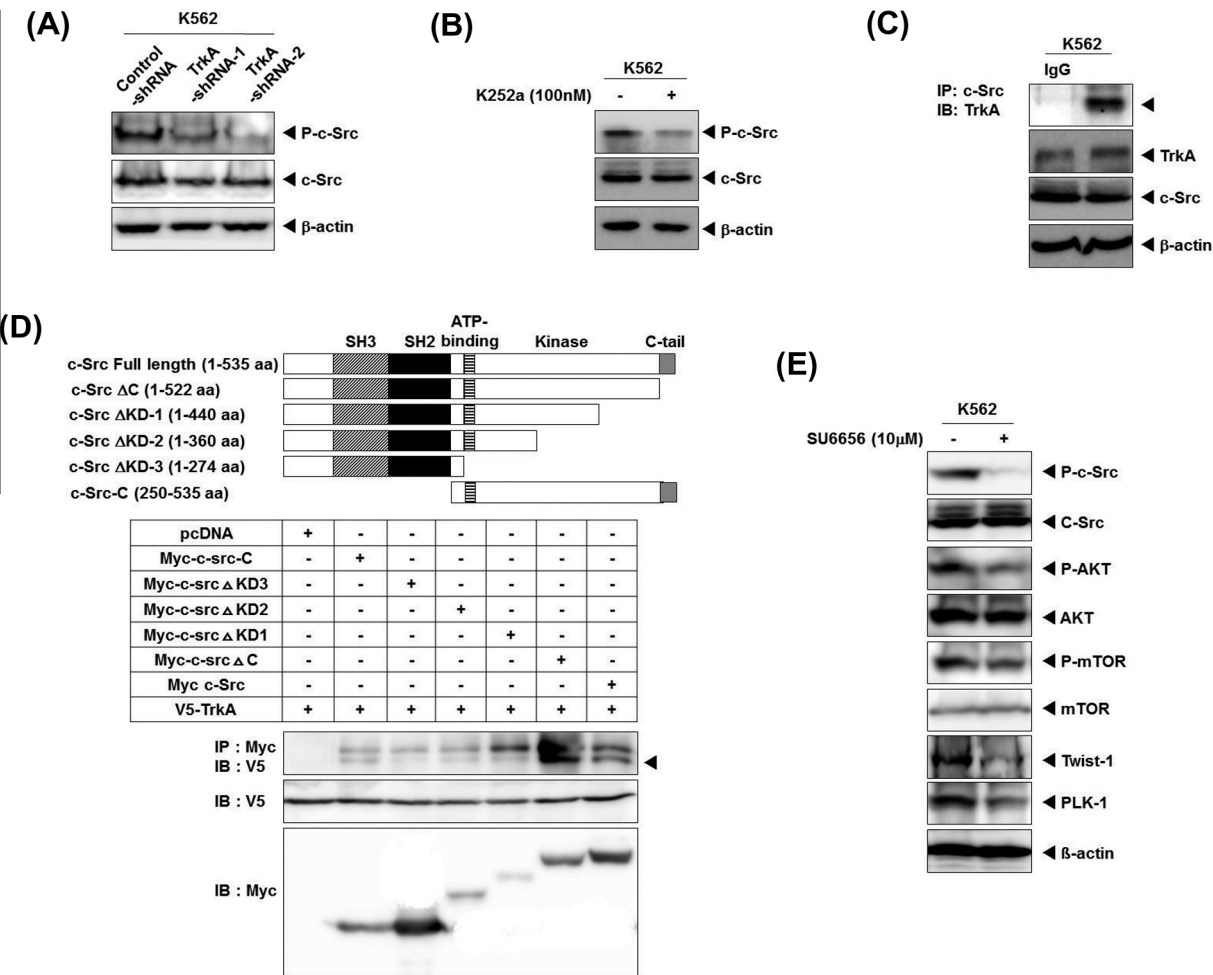 (A)
K562
Control -shRNA
TrkA -shRNA-1
TrkA -shRNA-2
P-c-Src
c-Src
β-actin
(B)
K562
K252a (100nM) - +
P-c-Src
c-Src
β-actin
(C)
K562
IgG
IP: c-Src
IB: TrkA
TrkA
c-Src
β-actin
(D)
SH3 SH2 ATP-binding Kinase C-tail
c-Src Full length (1-535 aa)
c-Src ΔC (1-522 aa)
c-Src ΔKD-1 (1-440 aa)
c-Src ΔKD-2 (1-360 aa)
c-Src ΔKD-3 (1-274 aa)
c-Src-C (250-535 aa)
pcDNA + - - - - - -
Myc-c-src-C - + - - - - -
Myc-c-src Δ KD3 - - + - - - -
Myc-c-src Δ KD2 - - - + - - -
Myc-c-src Δ KD1 - - - - + - -
Myc-c-src Δ C - - - - - + -
Myc c-Src - - - - - - +
V5-TrkA + + + + + + +
IP : Myc
IB : V5
IB : V5
IB : Myc
(E)
K562
SU6656 (10μM) - +
P-c-Src
C-Src
P-AKT
AKT
P-mTOR
mTOR
Twist-1
PLK-1
ß-actin